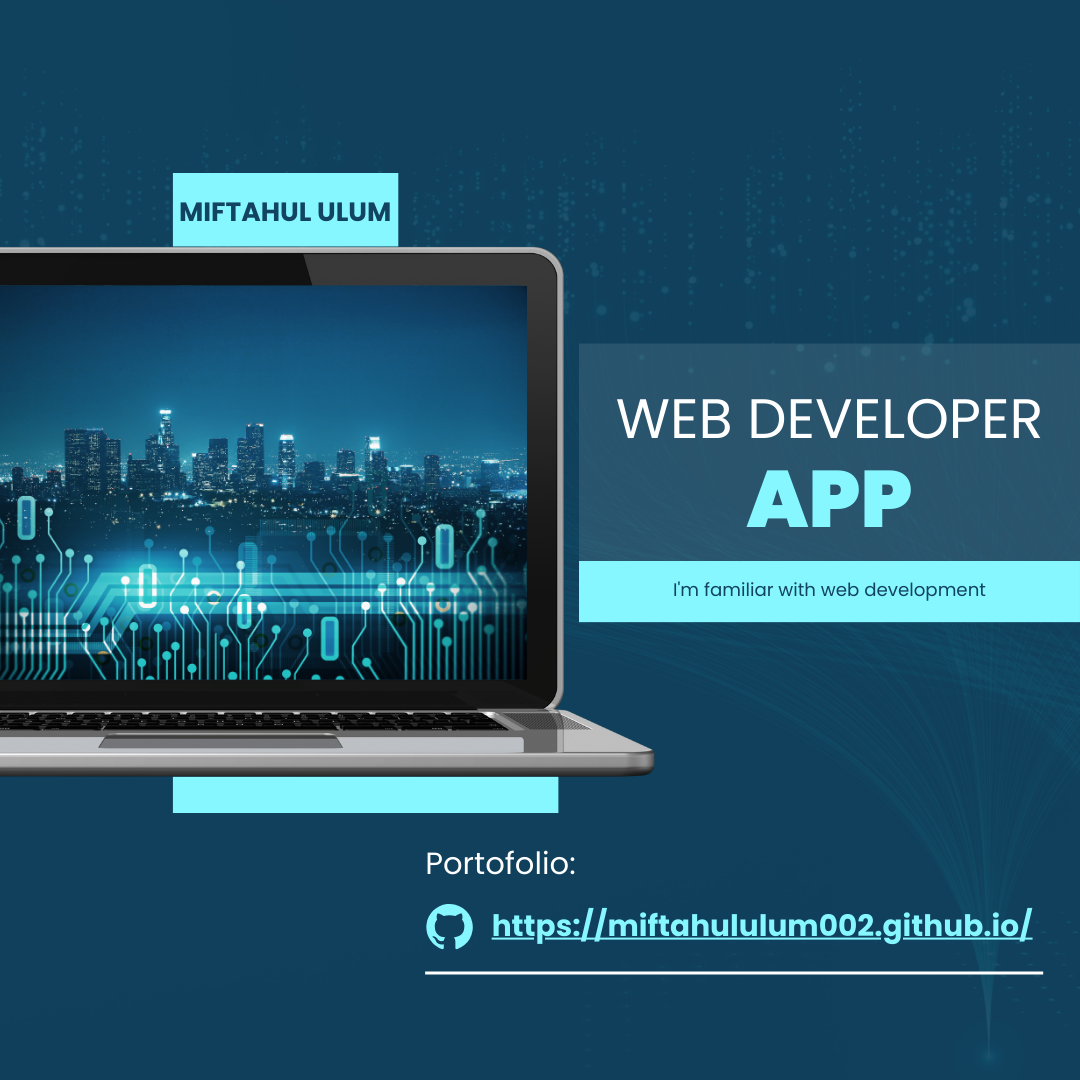 MIFTAHUL ULUM
WEB DEVELOPER
APP
I'm familiar with web development
Portofolio:
https://miftahululum002.github.io/